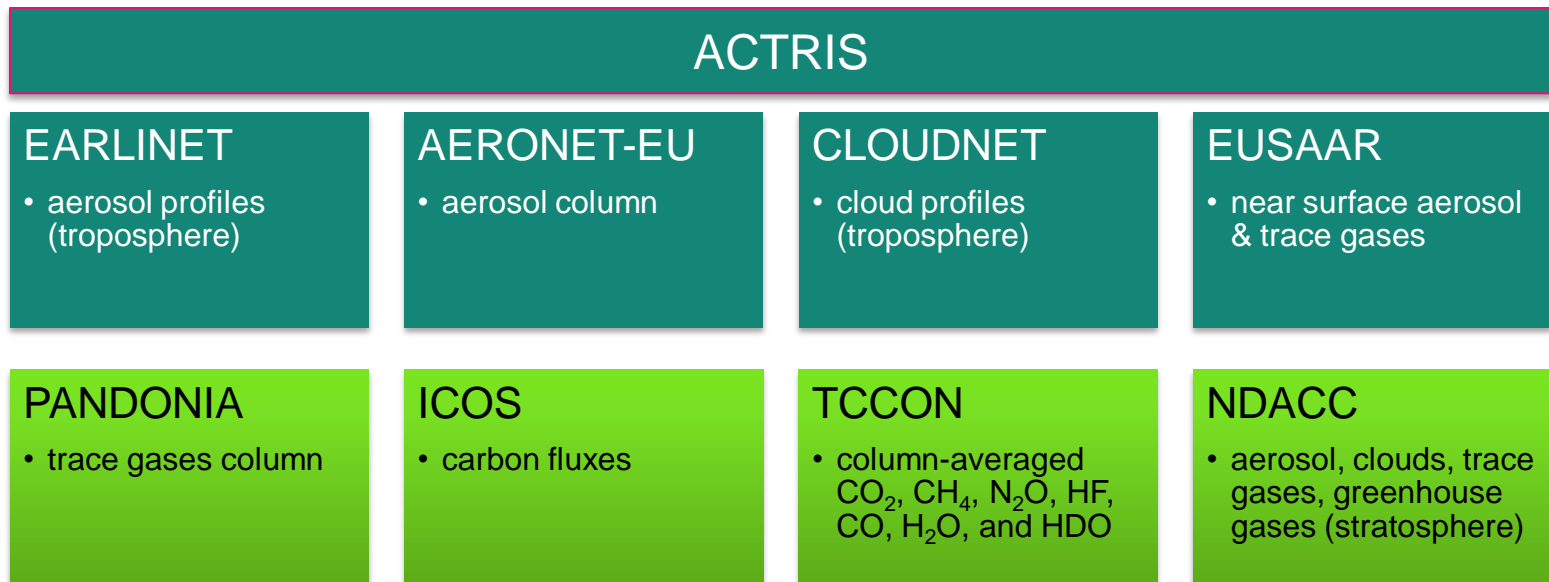 ACTRIS
EARLINET
• aerosol profiles
(troposphere)
AERONET-EU
• aerosol column
CLOUDNET
• cloud profiles
(troposphere)
EUSAAR
• near surface aerosol
& trace gases
PANDONIA
• trace gases column
ICOS
• carbon fluxes
TCCON
• column-averaged
CO₂, CH₄, N₂O, HF,
CO, H₂O, and HDO
NDACC
• aerosol, clouds, trace
gases, greenhouse
gases (stratosphere)